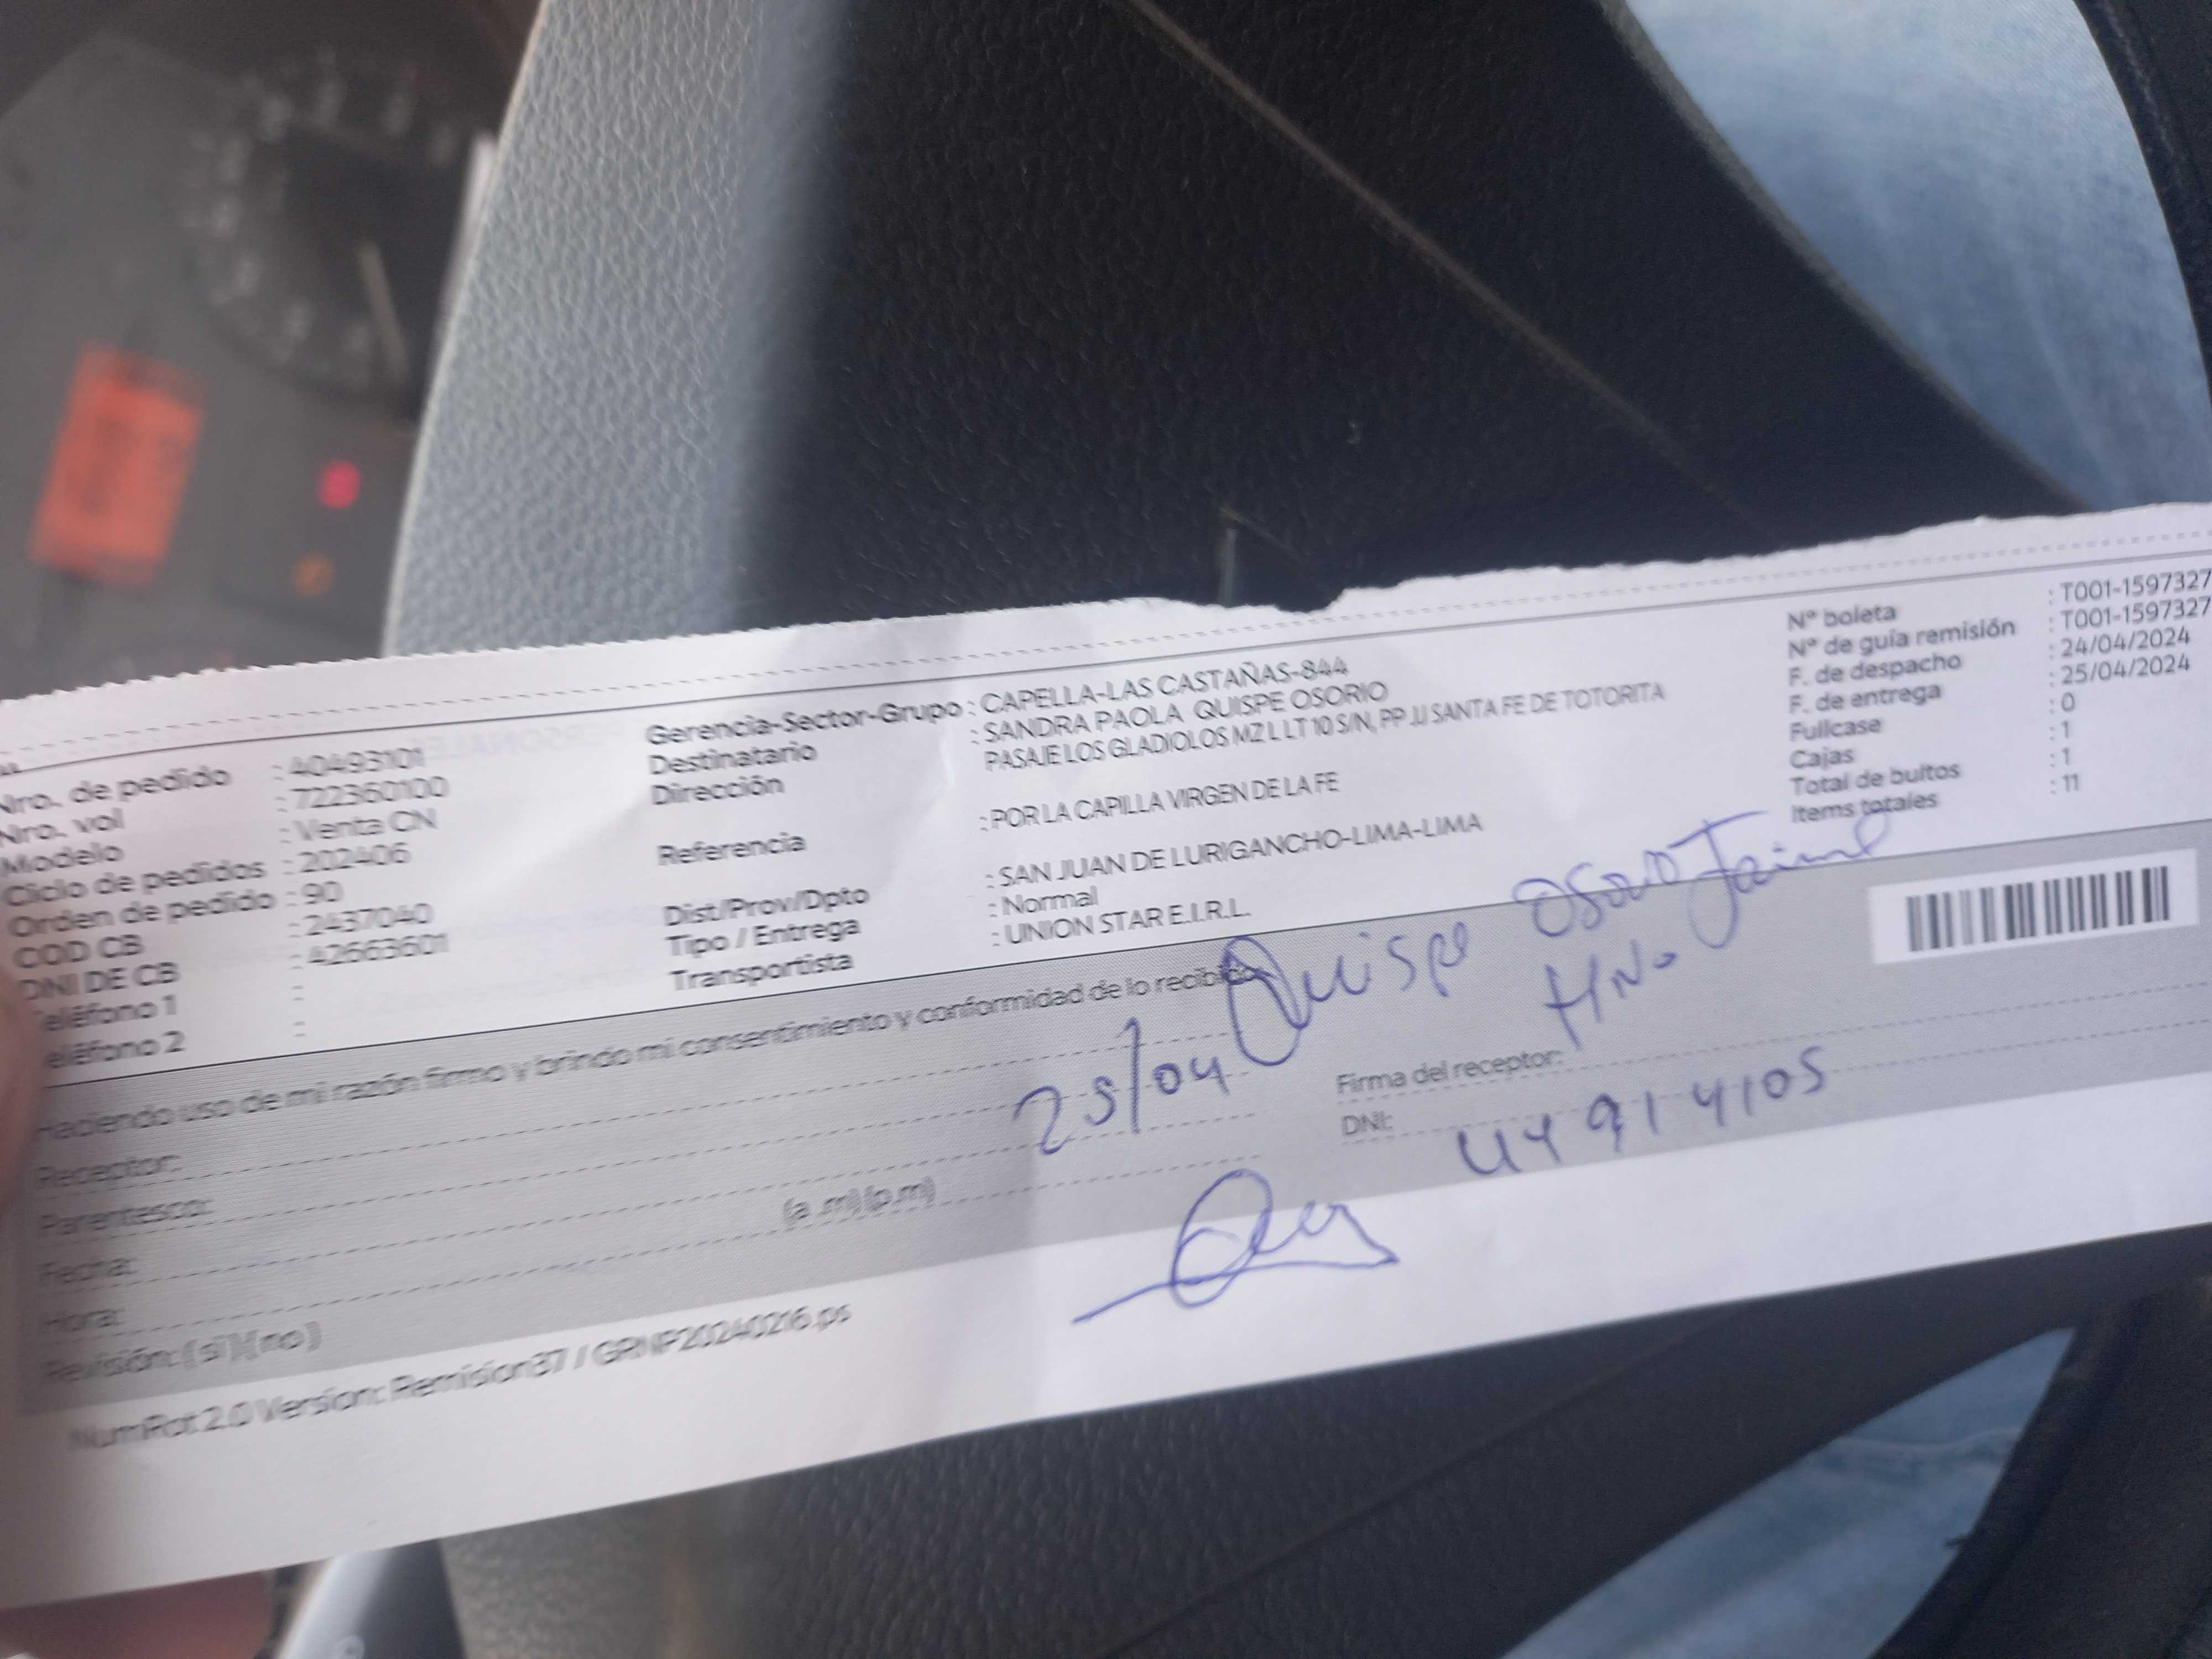 Nro. de pedido : 40493101
Nro. vol : 722360100
Modelo : Venta CN
Ciclo de pedidos : 202406
Orden de pedido : 90
COD CB : 2437040
DNI DE CB : 42663601
eléfono 1 :
eléfono 2 :
Gerencia-Sector-Grupo : CAPELLA-LAS CASTAÑAS-844
Destinatario : SANDRA PAOLA QUISPE OSORIO
Dirección PASAJE LOS GLADIOLOS MZ L LT 10 S/N, PP JJ SANTA FE DE TOTORITA
Referencia : POR LA CAPILLA VIRGEN DE LA FE
Dist/Prov/Dpto : SAN JUAN DE LURIGANCHO-LIMA-LIMA
Tipo / Entrega : Normal
Transportista : UNION STAR E.I.R.L.
N° boleta : T001-1597327
N° de guía remisión : T001-1597327
F. de despacho : 24/04/2024
F. de entrega : 25/04/2024
Fullcase : 0
Cajas : 1
Total de bultos : 1
Items totales : 11
Haciendo uso de mi razón firmo y brindo mi consentimiento y conformidad de lo recibido
Quispe Osorio Jaime
HNo
25/04
Receptor:
Parentesco:
Fecha:
Hora: (a .m) (p.m)
Revisión: ( si ) ( no )
Firma del receptor:
DNI: 44914105
NumRot 2.0 Version: Remision37 / GRNP20240216.ps